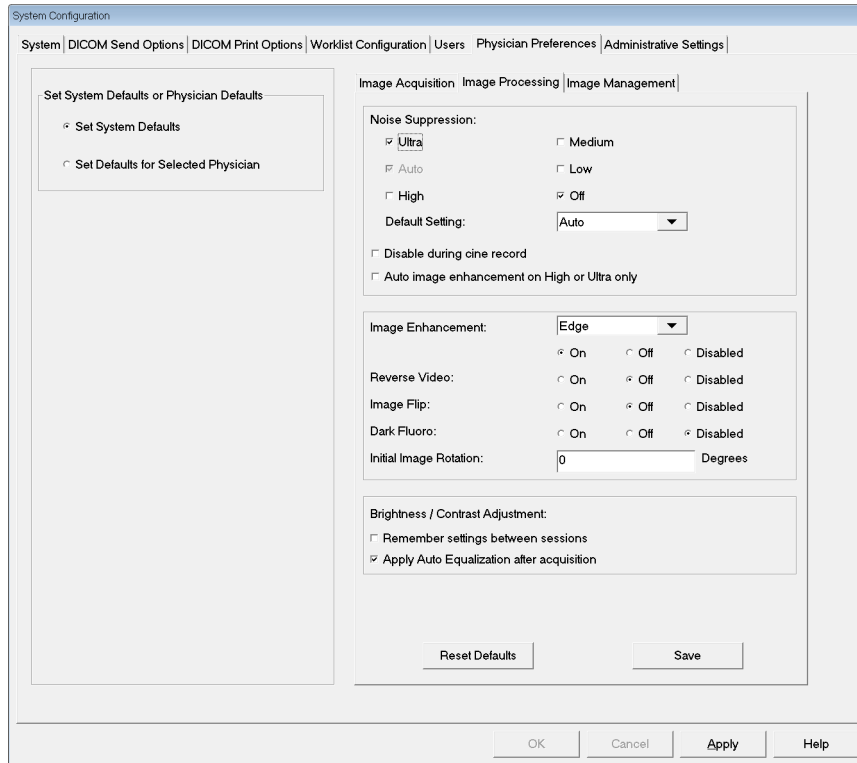 System Configuration
System DICOM Send Options DICOM Print Options Worklist Configuration Users Physician Preferences Administrative Settings
Set System Defaults or Physician Defaults
Set System Defaults
Set Defaults for Selected Physician
Image Acquisition Image Processing Image Management
Noise Suppression:
Ultra Medium
Auto Low
High Off
Default Setting: Auto
Disable during cine record
Auto image enhancement on High or Ultra only
Image Enhancement: Edge
On Off Disabled
Reverse Video: On Off Disabled
Image Flip: On Off Disabled
Dark Fluoro: On Off Disabled
Initial Image Rotation: 0 Degrees
Brightness / Contrast Adjustment:
Remember settings between sessions
Apply Auto Equalization after acquisition
Reset Defaults Save
OK Cancel Apply Help